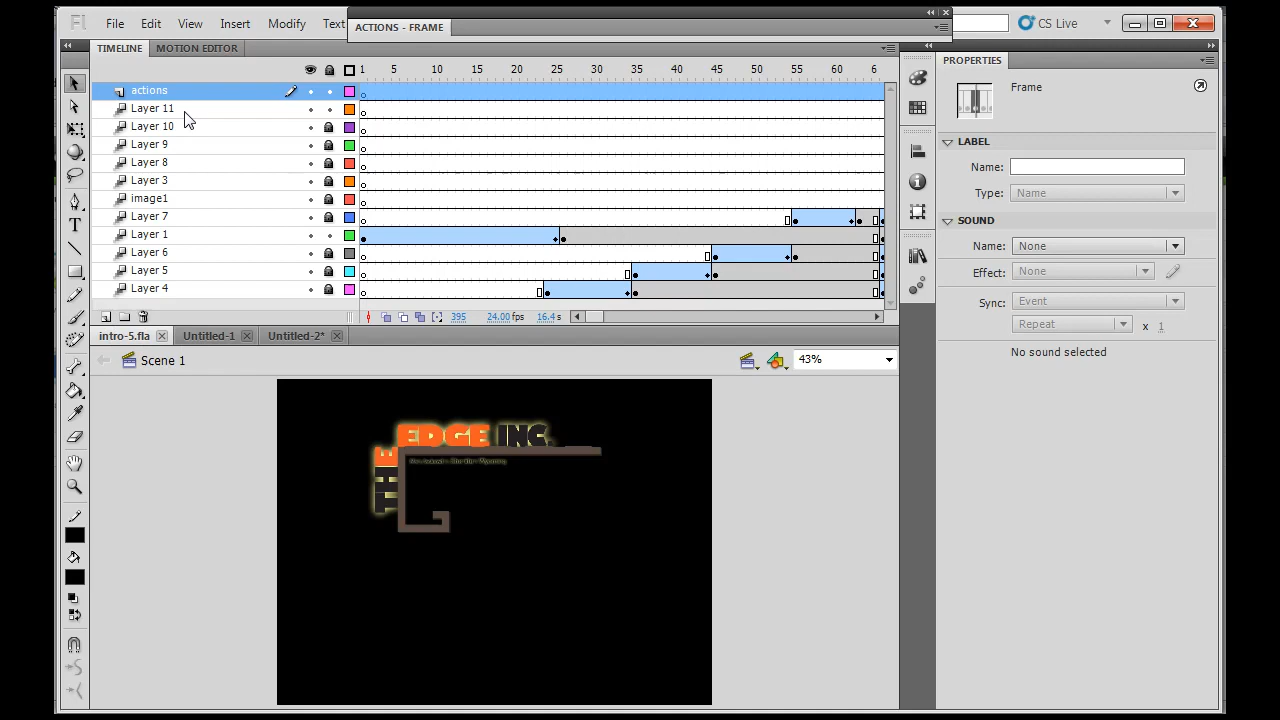 Fl File Edit View Insert Modify Text
ACTIONS - FRAME
CS Live
TIMELINE MOTION EDITOR
PROPERTIES
1 5 10 15 20 25 30 35 40 45 50 55 60 6
actions
Layer 11
Layer 10
Layer 9
Layer 8
Layer 3
image1
Layer 7
Layer 1
Layer 6
Layer 5
Layer 4
395 24.00 fps 16.4 s
Frame
LABEL
Name:
Type: Name
SOUND
Name: None
Effect: None
Sync: Event
Repeat x 1
No sound selected
intro-5.fla Untitled-1 Untitled-2*
Scene 1
43%
THE
EDGE INC.